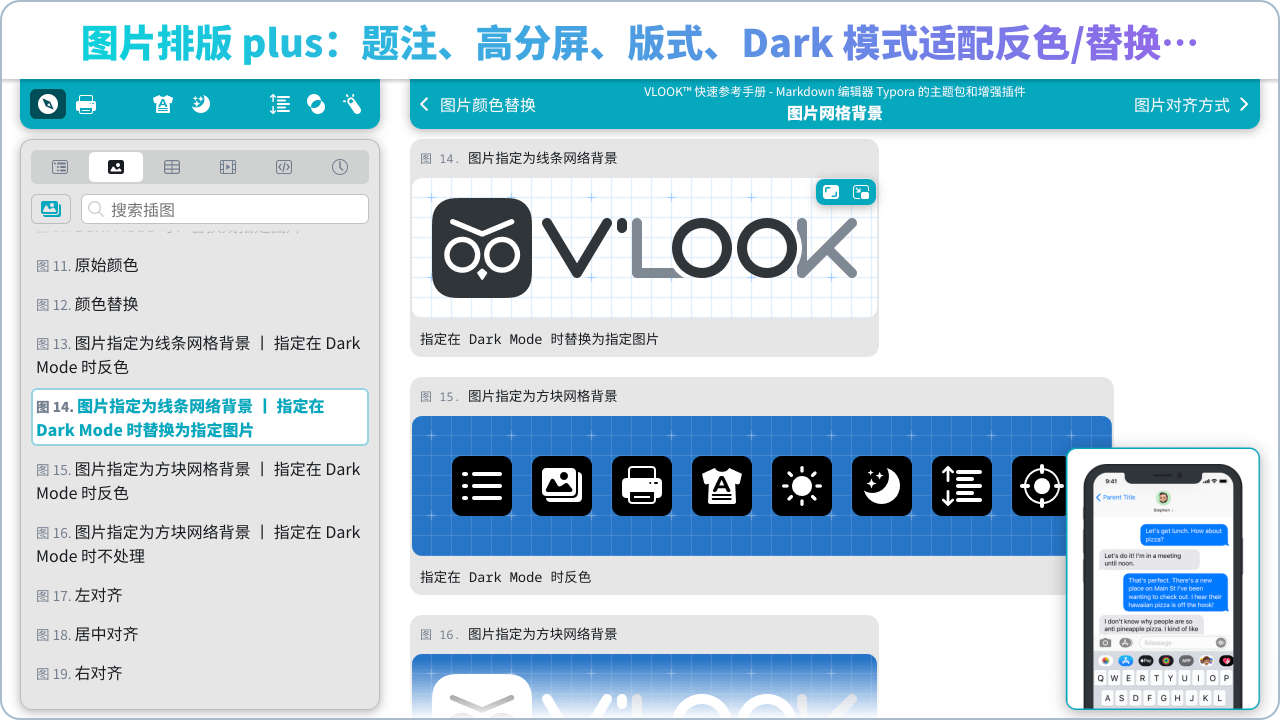 图片排版 plus：题注、高分屏、版式、Dark 模式适配反色/替换…
图片颜色替换
VLOOK™ 快速参考手册 - Markdown 编辑器 Typora 的主题包和增强插件
图片网格背景
图片对齐方式
搜索插图
图 11. 原始颜色
图 12. 颜色替换
图 13. 图片指定为线条网格背景 丨 指定在 Dark
Mode 时反色
图 14. 图片指定为线条网络背景 丨 指定在
Dark Mode 时替换为指定图片
图 15. 图片指定为方块网格背景 丨 指定在 Dark
Mode 时反色
图 16. 图片指定为方块网络背景 丨 指定在 Dark
Mode 时不处理
图 17. 左对齐
图 18. 居中对齐
图 19. 右对齐
图 14. 图片指定为线条网络背景
V'LOOK
指定在 Dark Mode 时替换为指定图片
图 15. 图片指定为方块网格背景
A
指定在 Dark Mode 时反色
图 16. 图片指定为方块网络背景
V'LOOK
9:41
Parent Title
Stephen
Let's get lunch. How about
pizza?
Let's do it! I'm in a meeting
until noon.
That's perfect. There's a new
place on Main St I've been
wanting to check out. I hear their
hawaiian pizza is off the hook!
I don't know why people are so
anti pineapple pizza. I kind of like
iMessage
Pay
APP
Q W E R T Y U I O P
A S D F G H J K L